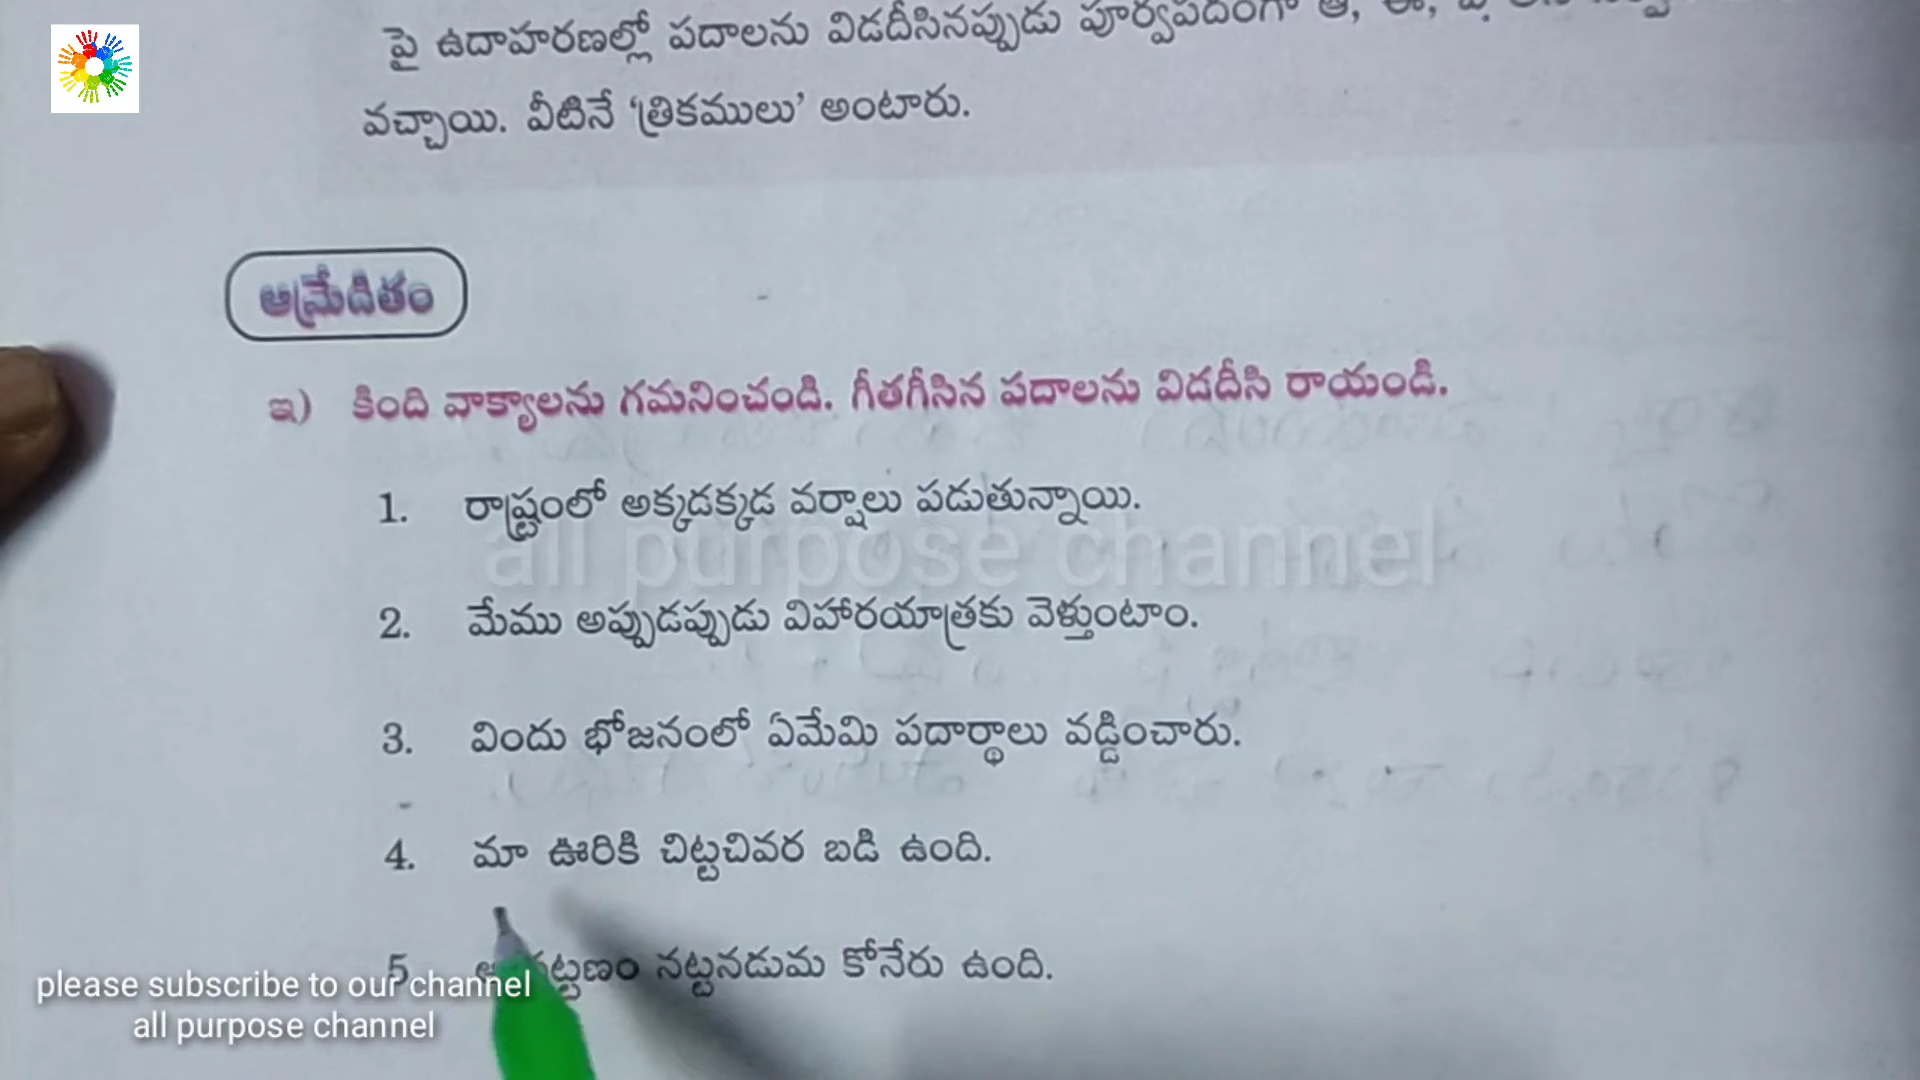 పై ఉదాహరణల్లో పదాలను విడదీసినప్పుడు పూర్వపదంగా ఆ, ఈ, ఏ
వచ్చాయి. వీటినే ‘త్రికములు’ అంటారు.
ఆమ్రేడితం
ఇ) కింది వాక్యాలను గమనించండి. గీతగీసిన పదాలను విడదీసి రాయండి.
1. రాష్ట్రంలో అక్కడక్కడ వర్షాలు పడుతున్నాయి.
all purpose channel
2. మేము అప్పుడప్పుడు విహారయాత్రకు వెళ్తుంటాం.
3. విందు భోజనంలో ఏమేమి పదార్థాలు వడ్డించారు.
4. మా ఊరికి చిట్టచివర బడి ఉంది.
5. నట్టనడుమ కోనేరు ఉంది.
please subscribe to our channel
all purpose channel